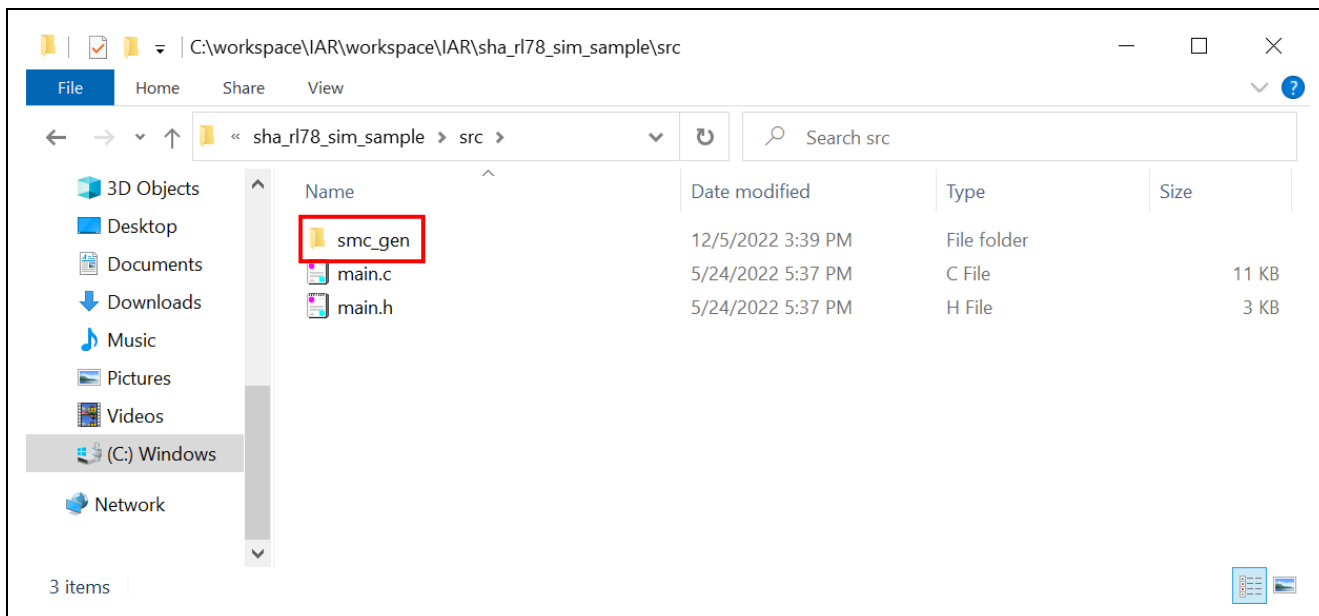 C:\workspace\IAR\workspace\IAR\sha_rl78_sim_sample\src
File Home Share View
« sha_rl78_sim_sample > src > Search src
3D Objects
Desktop
Documents
Downloads
Music
Pictures
Videos
(C:) Windows
Network
Name Date modified Type Size
smc_gen 12/5/2022 3:39 PM File folder
main.c 5/24/2022 5:37 PM C File 11 KB
main.h 5/24/2022 5:37 PM H File 3 KB
3 items